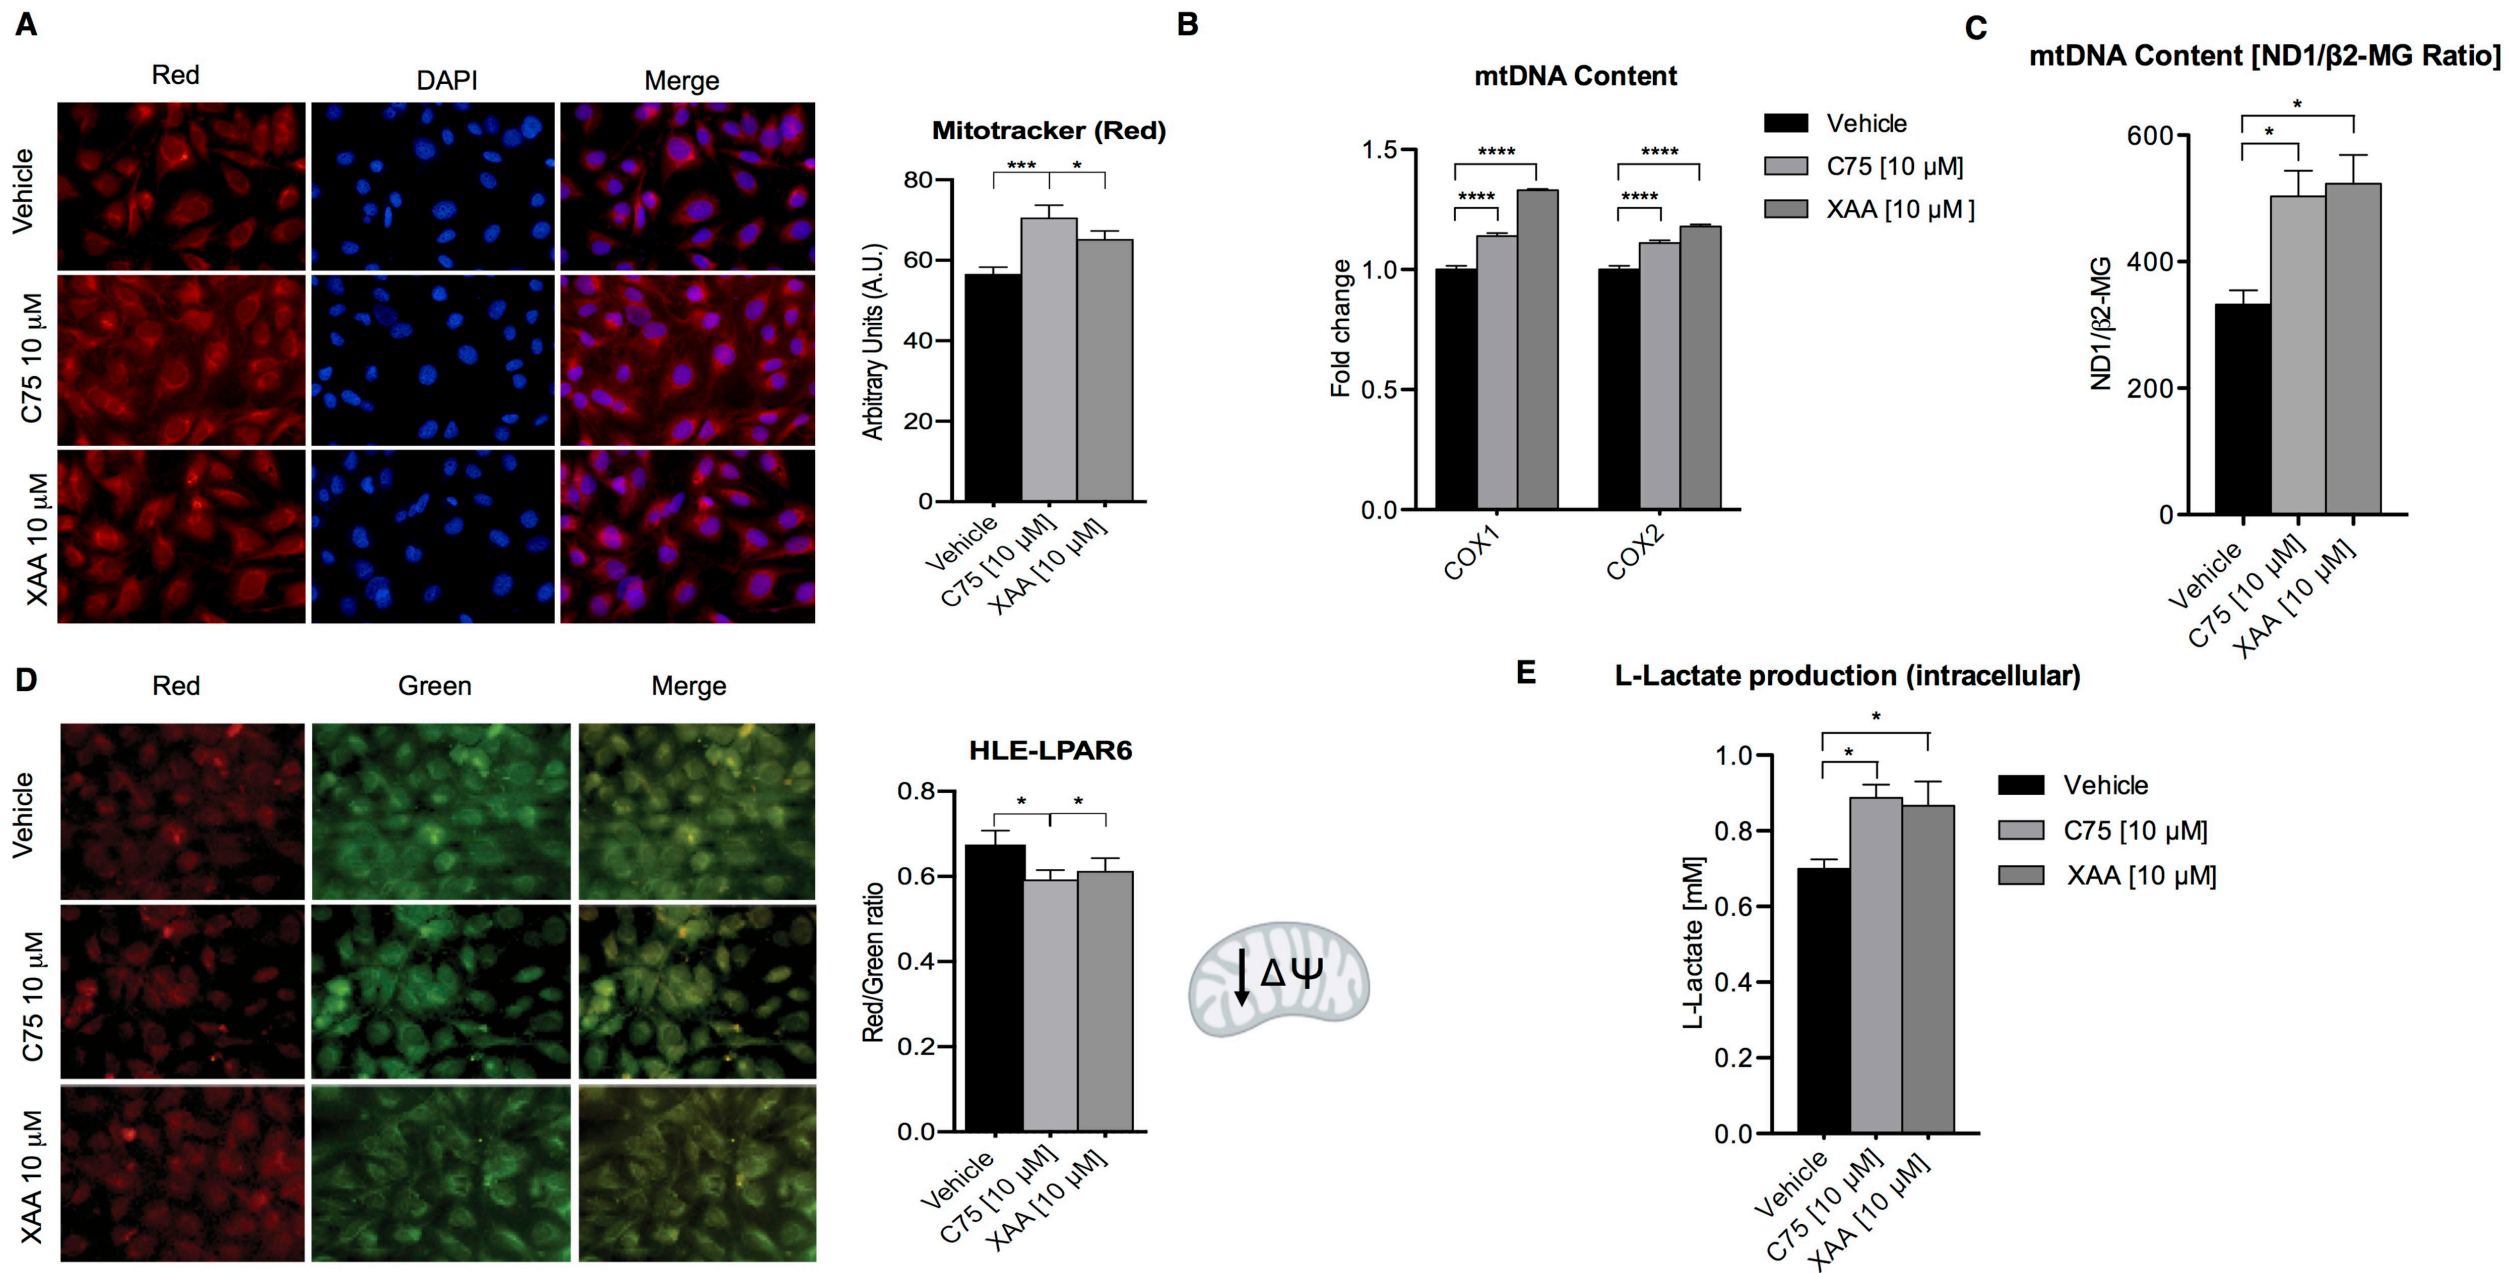 A
Red
DAPI
Merge
Vehicle
C75 10 μM
XAA 10 μM
Mitotracker (Red)
***
*
80
60
40
20
0
Arbitrary Units (A.U.)
Vehicle
C75 [10 μM]
XAA [10 μM]
B
mtDNA Content
Vehicle
C75 [10 μM]
XAA [10 μM ]
****
****
****
****
1.5
1.0
0.5
0.0
Fold change
COX1
COX2
C
mtDNA Content [ND1/β2-MG Ratio]
*
*
600
400
200
0
ND1/β2-MG
Vehicle
C75 [10 μM]
XAA [10 μM]
D
Red
Green
Merge
Vehicle
C75 10 μM
XAA 10 μM
HLE-LPAR6
*
*
0.8
0.6
0.4
0.2
0.0
Red/Green ratio
Vehicle
C75 [10 μM]
XAA [10 μM]
↓ΔΨ
E
L-Lactate production (intracellular)
*
*
1.0
0.8
0.6
0.4
0.2
0.0
L-Lactate [mM]
Vehicle
C75 [10 μM]
XAA [10 μM]
Vehicle
C75 [10 μM]
XAA [10 μM]